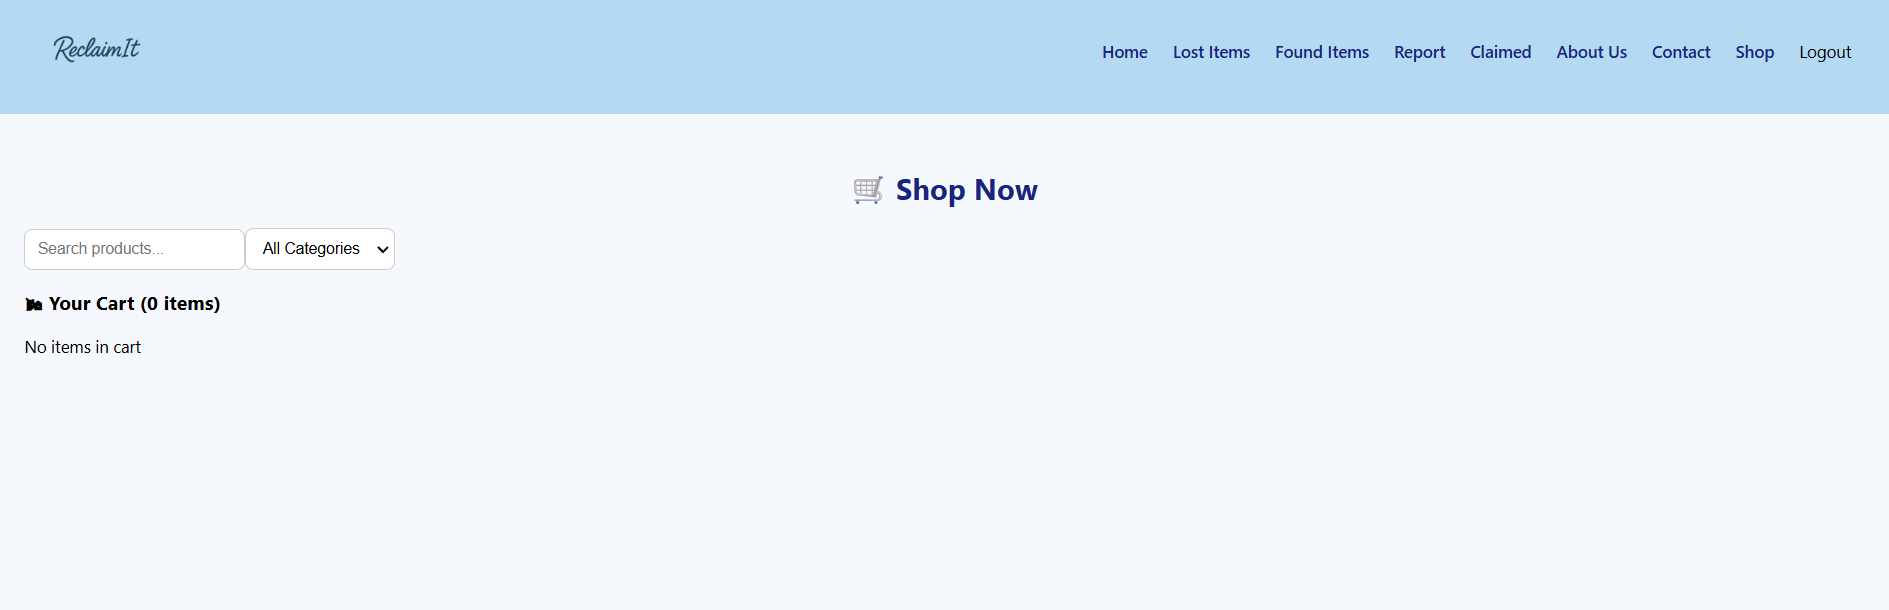 ReclaimIt
Home Lost Items Found Items Report Claimed About Us Contact Shop Logout
Shop Now
Search products... All Categories
Your Cart (0 items)
No items in cart